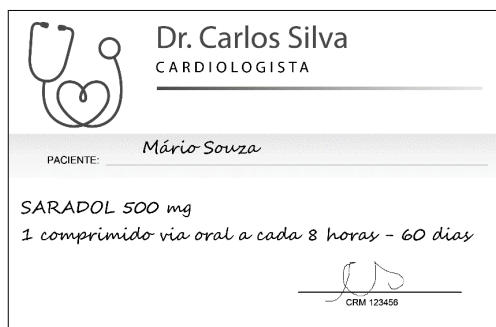 Dr. Carlos Silva
CARDIOLOGISTA
PACIENTE: Mário Souza
SARADOL 500 mg
1 comprimido via oral a cada 8 horas - 60 dias
CRM 123456